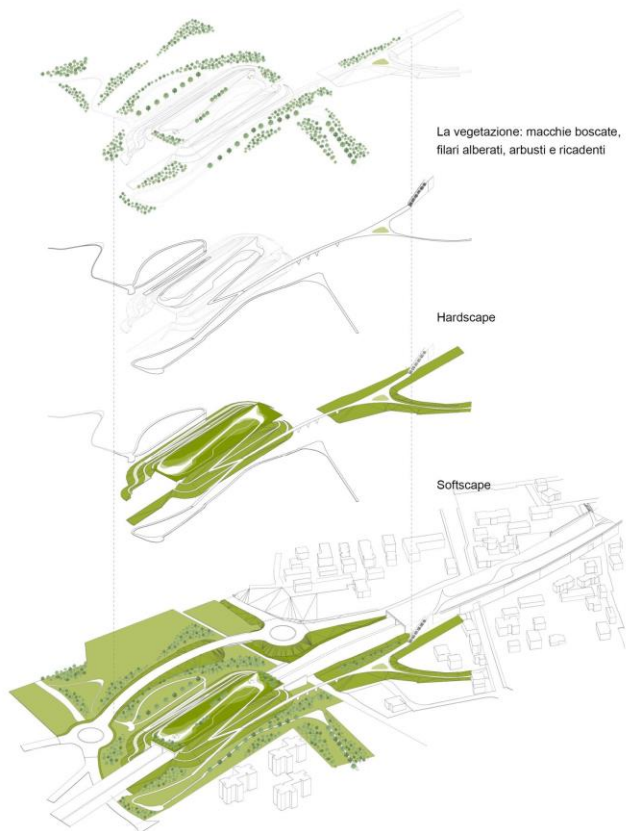 La vegetazione: macchie boscate,
filari alberati, arbusti e ricadenti
Hardscape
Softscape